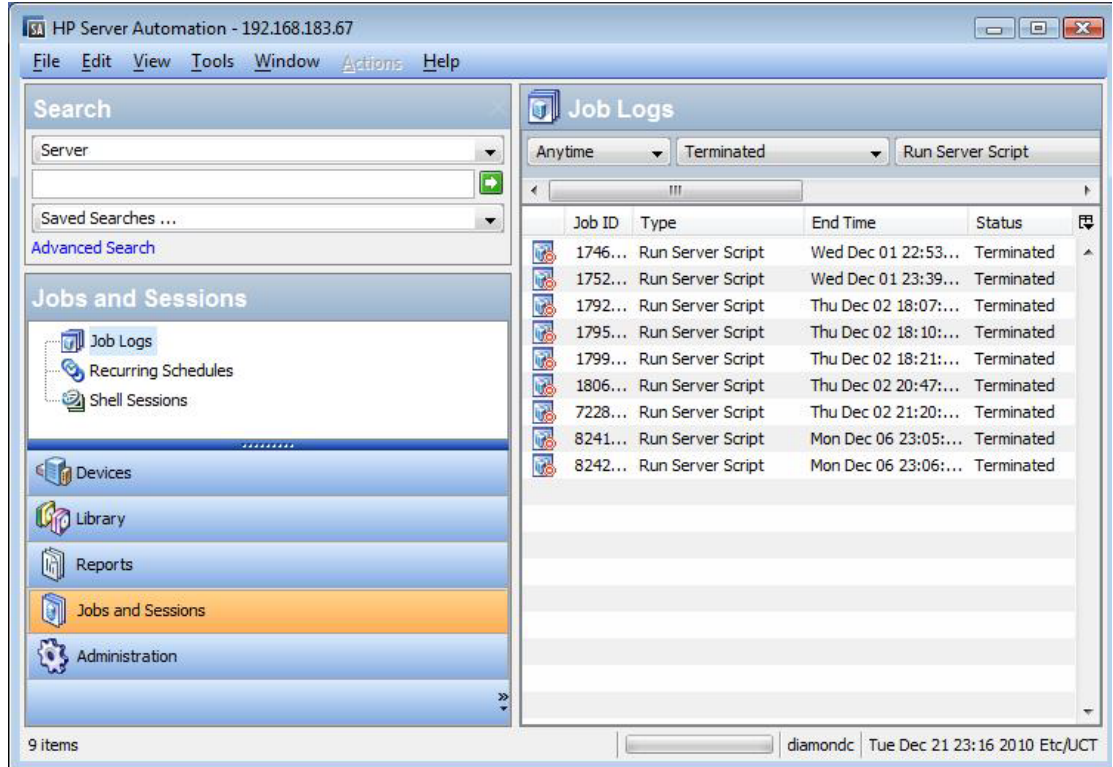 HP Server Automation - 192.168.183.67
File Edit View Tools Window Actions Help
Search
Server
Saved Searches ...
Advanced Search
Jobs and Sessions
Job Logs
Recurring Schedules
Shell Sessions
Devices
Library
Reports
Jobs and Sessions
Administration
Job Logs
Anytime Terminated Run Server Script
Job ID Type End Time Status
1746... Run Server Script Wed Dec 01 22:53... Terminated
1752... Run Server Script Wed Dec 01 23:39... Terminated
1792... Run Server Script Thu Dec 02 18:07:... Terminated
1795... Run Server Script Thu Dec 02 18:10:... Terminated
1799... Run Server Script Thu Dec 02 18:21:... Terminated
1806... Run Server Script Thu Dec 02 20:47:... Terminated
7228... Run Server Script Thu Dec 02 21:20:... Terminated
8241... Run Server Script Mon Dec 06 23:05:... Terminated
8242... Run Server Script Mon Dec 06 23:06:... Terminated
9 items diamondc Tue Dec 21 23:16 2010 Etc/UCT